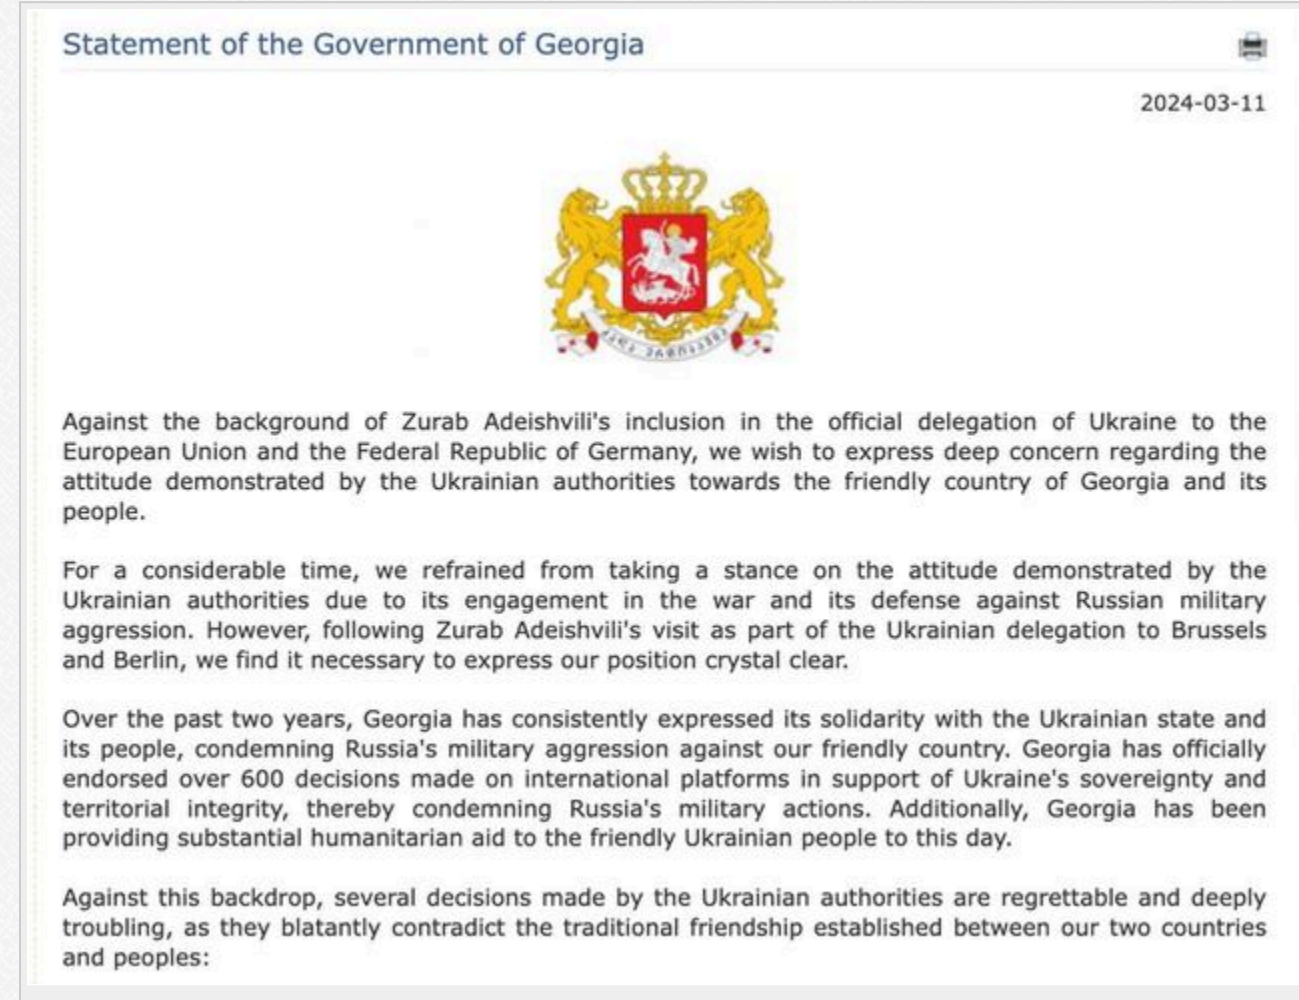 Statement of the Government of Georgia
2024-03-11
Against the background of Zurab Adeishvili's inclusion in the official delegation of Ukraine to the
European Union and the Federal Republic of Germany, we wish to express deep concern regarding the
attitude demonstrated by the Ukrainian authorities towards the friendly country of Georgia and its
people.
For a considerable time, we refrained from taking a stance on the attitude demonstrated by the
Ukrainian authorities due to its engagement in the war and its defense against Russian military
aggression. However, following Zurab Adeishvili's visit as part of the Ukrainian delegation to Brussels
and Berlin, we find it necessary to express our position crystal clear.
Over the past two years, Georgia has consistently expressed its solidarity with the Ukrainian state and
its people, condemning Russia's military aggression against our friendly country. Georgia has officially
endorsed over 600 decisions made on international platforms in support of Ukraine's sovereignty and
territorial integrity, thereby condemning Russia's military actions. Additionally, Georgia has been
providing substantial humanitarian aid to the friendly Ukrainian people to this day.
Against this backdrop, several decisions made by the Ukrainian authorities are regrettable and deeply
troubling, as they blatantly contradict the traditional friendship established between our two countries
and peoples: